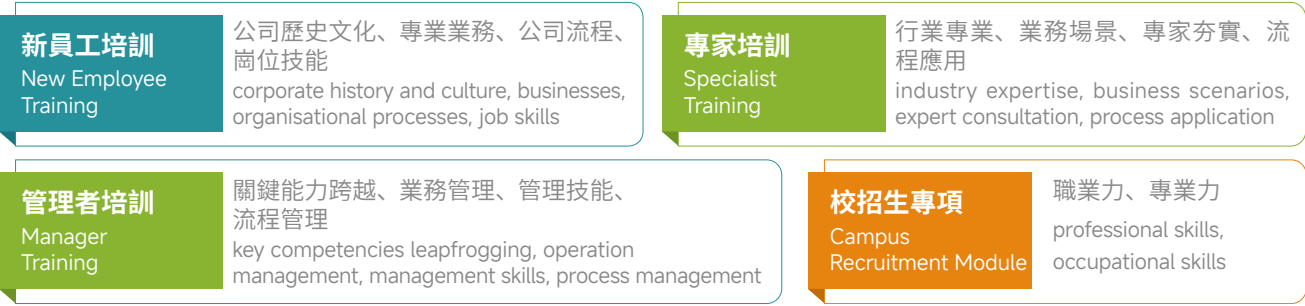 新員工培訓
New Employee
Training
公司歷史文化、專業業務、公司流程、
崗位技能
corporate history and culture, businesses,
organisational processes, job skills
專家培訓
Specialist
Training
行業專業、業務場景、專家夯實、流
程應用
industry expertise, business scenarios,
expert consultation, process application
管理者培訓
Manager
Training
關鍵能力跨越、業務管理、管理技能、
流程管理
key competencies leapfrogging, operation
management, management skills, process management
校招生專項
Campus
Recruitment Module
職業力、專業力
professional skills,
occupational skills